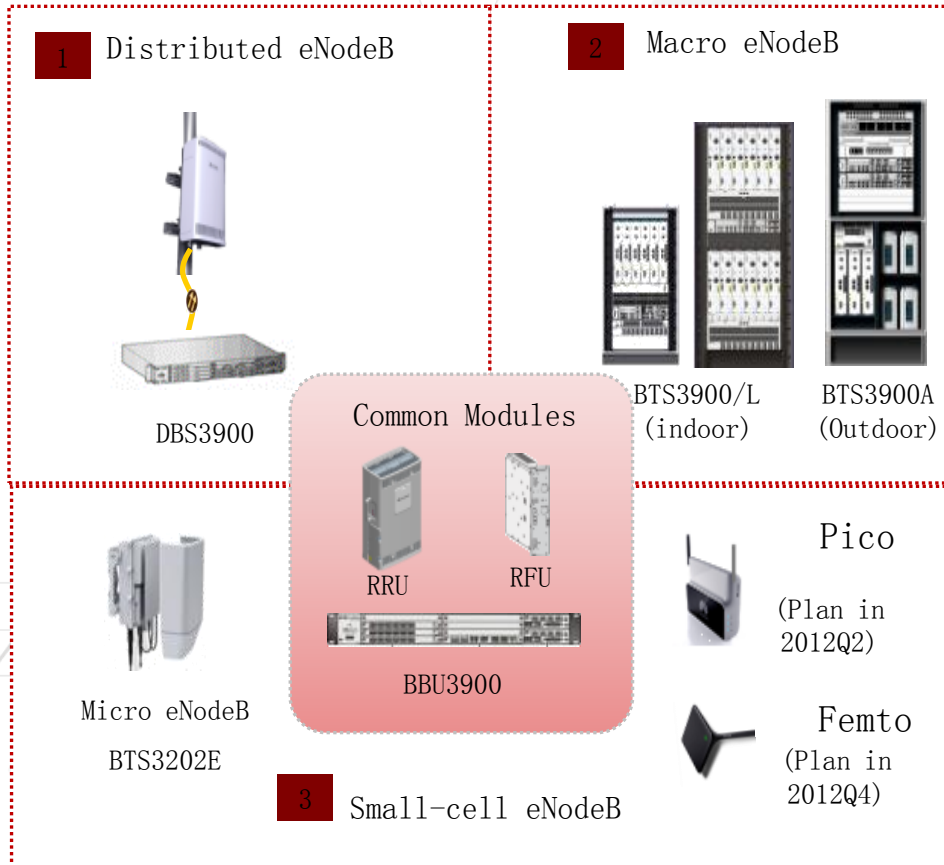 1 Distributed eNodeB
DBS3900
2 Macro eNodeB
BTS3900/L
(indoor)
BTS3900A
(Outdoor)
Common Modules
RRU
RFU
BBU3900
Micro eNodeB
BTS3202E
Pico
(Plan in
2012Q2)
Femto
(Plan in
2012Q4)
3 Small-cell eNodeB